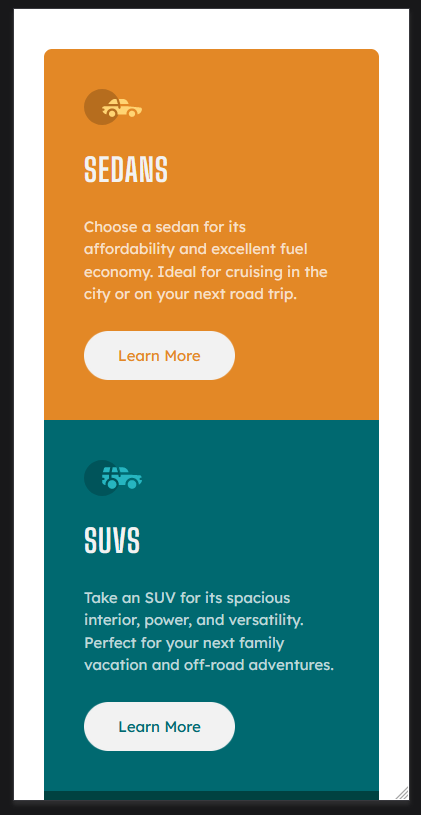 SEDANS
Choose a sedan for its
affordability and excellent fuel
economy. Ideal for cruising in the
city or on your next road trip.
Learn More
SUVS
Take an SUV for its spacious
interior, power, and versatility.
Perfect for your next family
vacation and off-road adventures.
Learn More